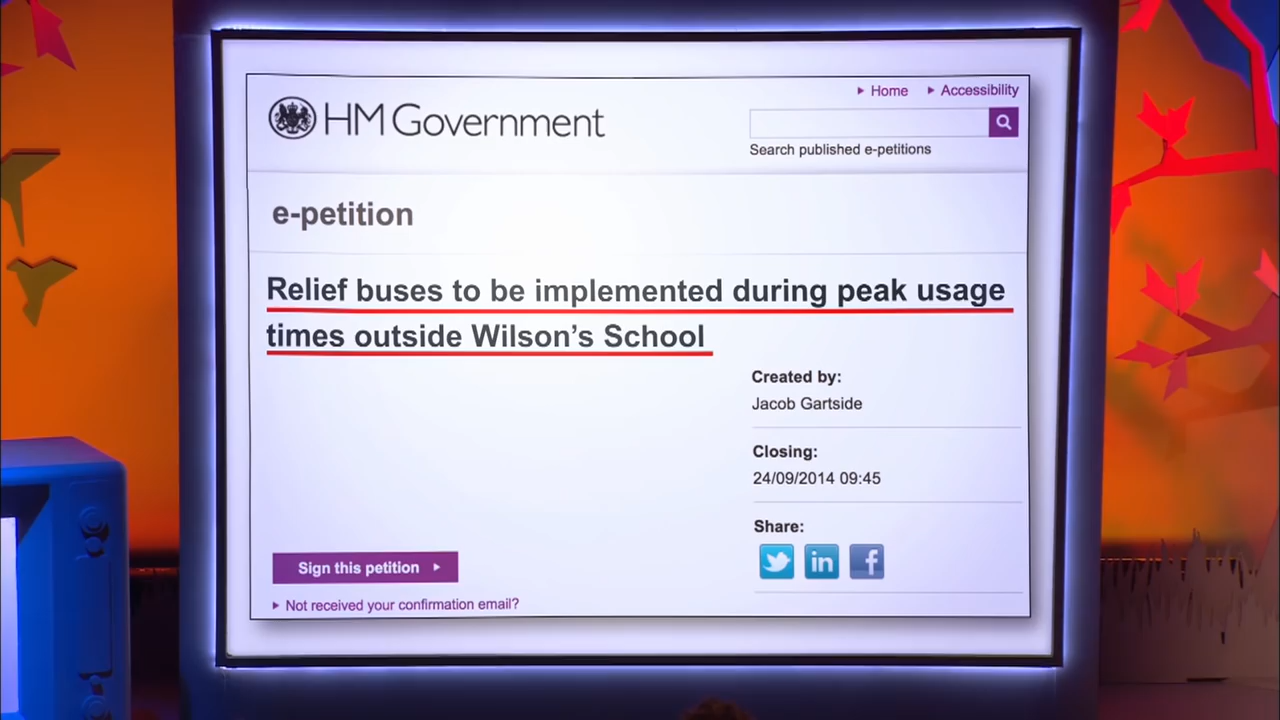 Home Accessibility
HM Government
Search published e-petitions
e-petition
Relief buses to be implemented during peak usage
times outside Wilson's School
Created by:
Jacob Gartside
Closing:
24/09/2014 09:45
Share:
Sign this petition
Not received your confirmation email?